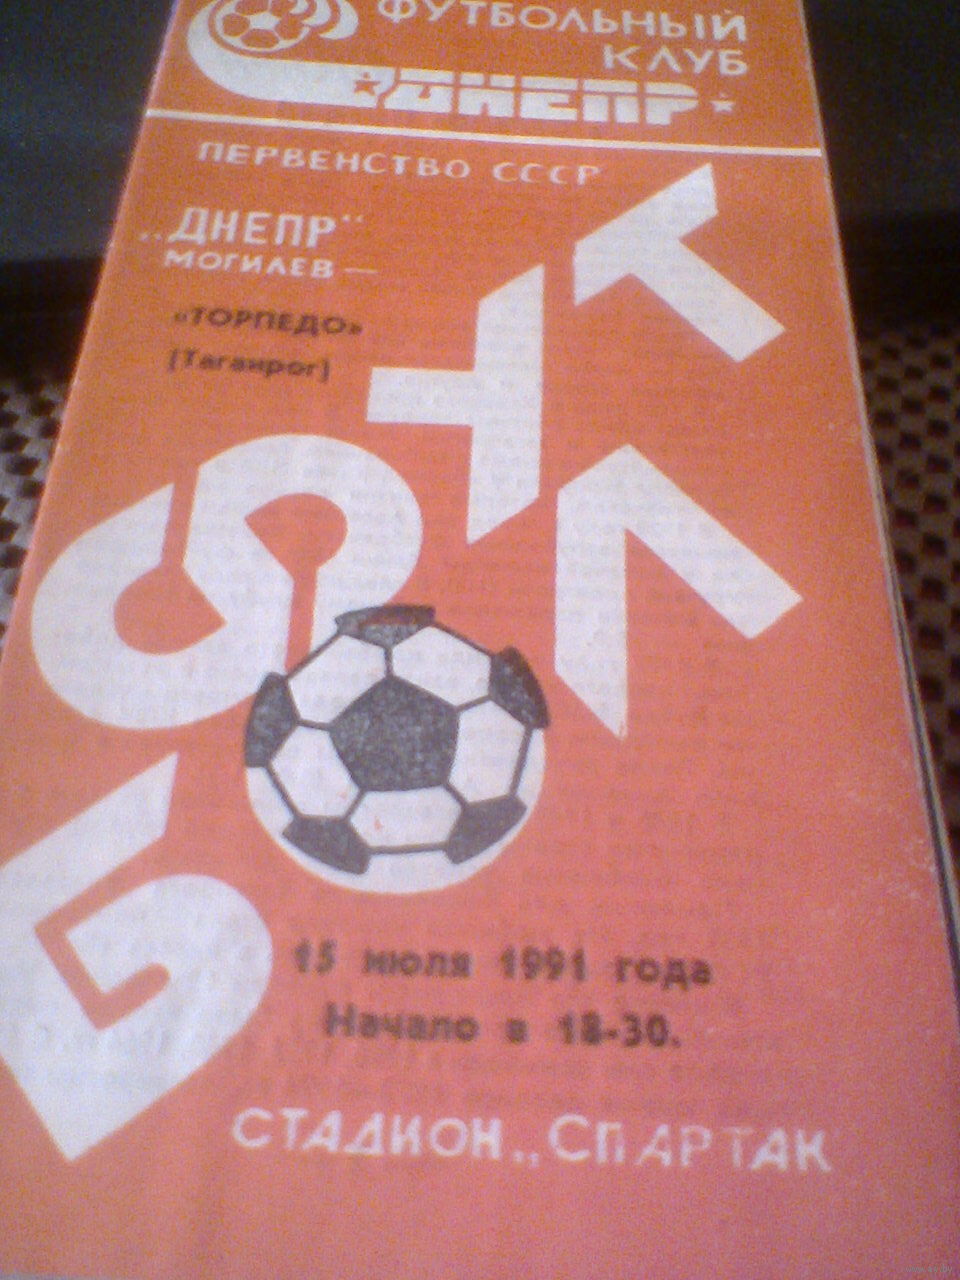 ФУТБОЛЬНЫЙ
КЛУБ
ДНЕПР
ПЕРВЕНСТВО СССР
„ДНЕПР“
МОГИЛЕВ —
«ТОРПЕДО»
(Таганрог)
ФУТБОЛ
15 июля 1991 года
Начало в 18-30.
СТАДИОН „СПАРТАК